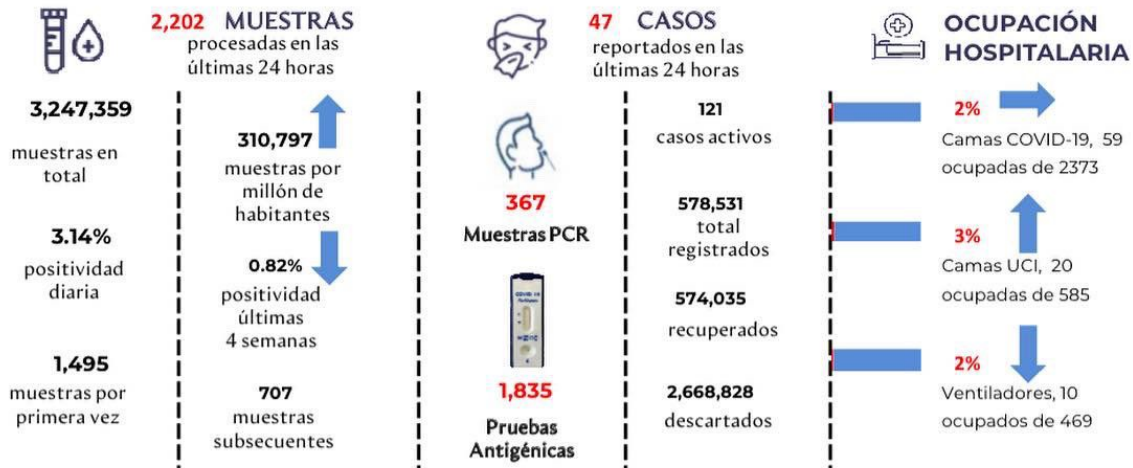 2,202 MUESTRAS
procesadas en las
últimas 24 horas
3,247,359
muestras en
total
3.14%
positividad
diaria
1,495
muestras por
primera vez
310,797
muestras por
millón de
habitantes
0.82%
positividad
últimas
4 semanas
707
muestras
subsecuentes
47 CASOS
reportados en las
últimas 24 horas
367
Muestras PCR
1,835
Pruebas
Antigénicas
121
casos activos
578,531
total
registrados
574,035
recuperados
2,668,828
descartados
OCUPACIÓN
HOSPITALARIA
2%
Camas COVID-19, 59
ocupadas de 2373
3%
Camas UCI, 20
ocupadas de 585
2%
Ventiladores, 10
ocupados de 469